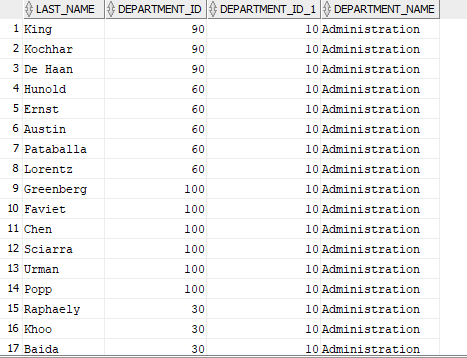 LAST_NAME DEPARTMENT_ID DEPARTMENT_ID_1 DEPARTMENT_NAME
1 King 90 10 Administration
2 Kochhar 90 10 Administration
3 De Haan 90 10 Administration
4 Hunold 60 10 Administration
5 Ernst 60 10 Administration
6 Austin 60 10 Administration
7 Pataballa 60 10 Administration
8 Lorentz 60 10 Administration
9 Greenberg 100 10 Administration
10 Faviet 100 10 Administration
11 Chen 100 10 Administration
12 Sciarra 100 10 Administration
13 Urman 100 10 Administration
14 Popp 100 10 Administration
15 Raphaely 30 10 Administration
16 Khoo 30 10 Administration
17 Baida 30 10 Administration